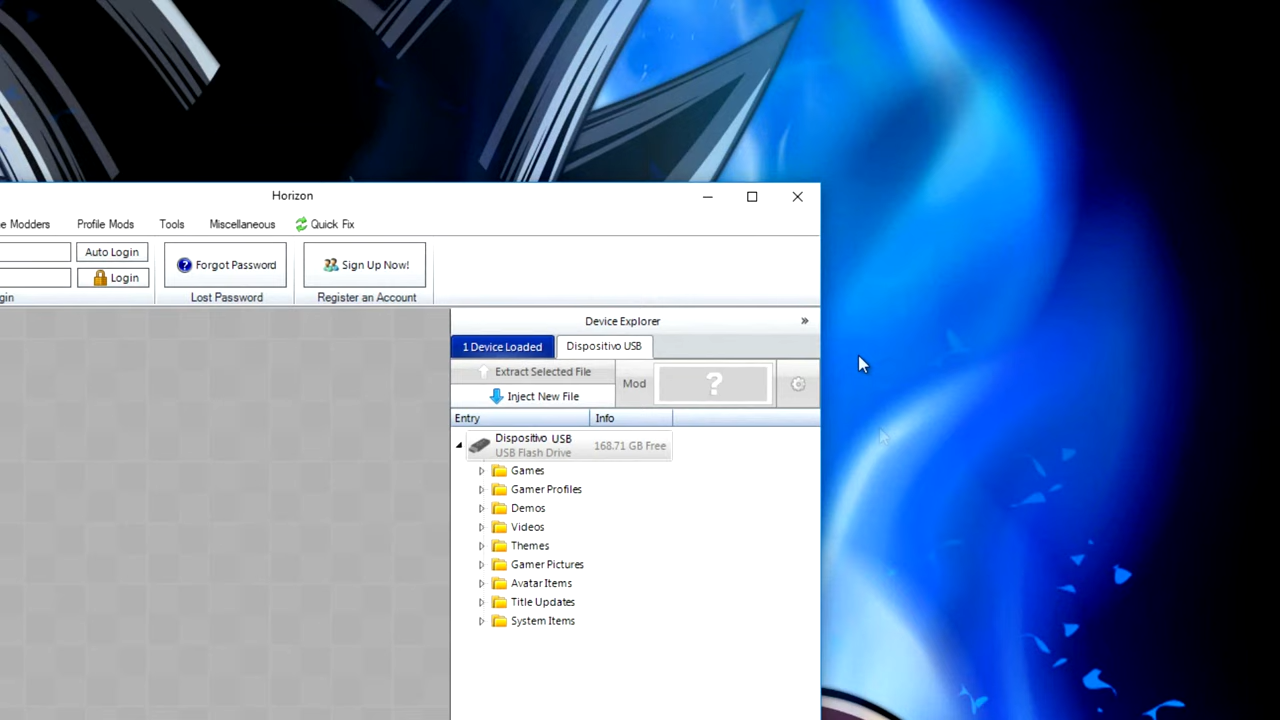 Horizon
e Modders Profile Mods Tools Miscellaneous Quick Fix
Auto Login
Login
Forgot Password
Sign Up Now!
gin
Lost Password
Register an Account
Device Explorer »
1 Device Loaded Dispositivo USB
Extract Selected File
Inject New File
Mod
?
Entry Info
Dispositivo USB
USB Flash Drive
168.71 GB Free
Games
Gamer Profiles
Demos
Videos
Themes
Gamer Pictures
Avatar Items
Title Updates
System Items